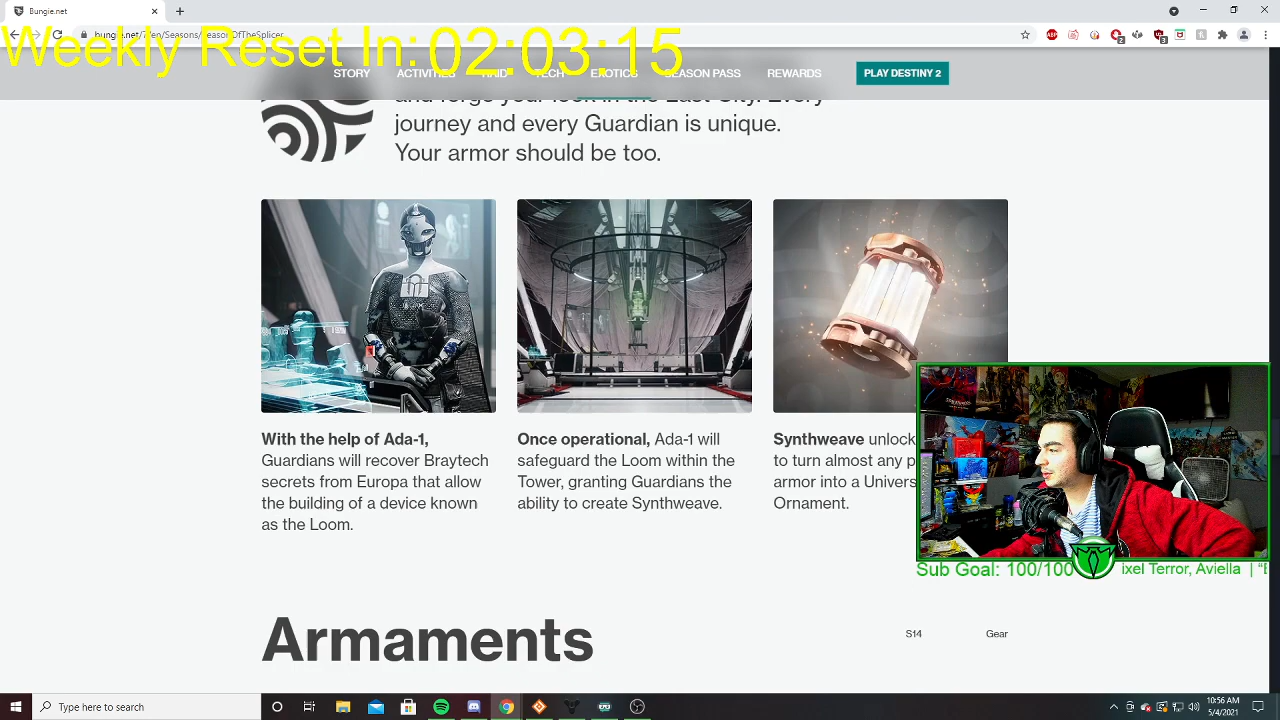 Bungie.net
bungie.net/7/en/Seasons/SeasonOfTheSplicer
Weekly Reset In: 02:03:15
STORY ACTIVITIES TECH EXOTICS SEASON PASS REWARDS PLAY DESTINY 2
and forge your look in the Last City. Every
journey and every Guardian is unique.
Your armor should be too.
With the help of Ada-1,
Guardians will recover Braytech
secrets from Europa that allow
the building of a device known
as the Loom.
Once operational, Ada-1 will
safeguard the Loom within the
Tower, granting Guardians the
ability to create Synthweave.
Synthweave unlock
to turn almost any p
armor into a Univers
Ornament.
Sub Goal: 100/100 ixel Terror, Aviella | "E
Armaments
S14 Gear
Type here to search
10:56 AM
5/4/2021